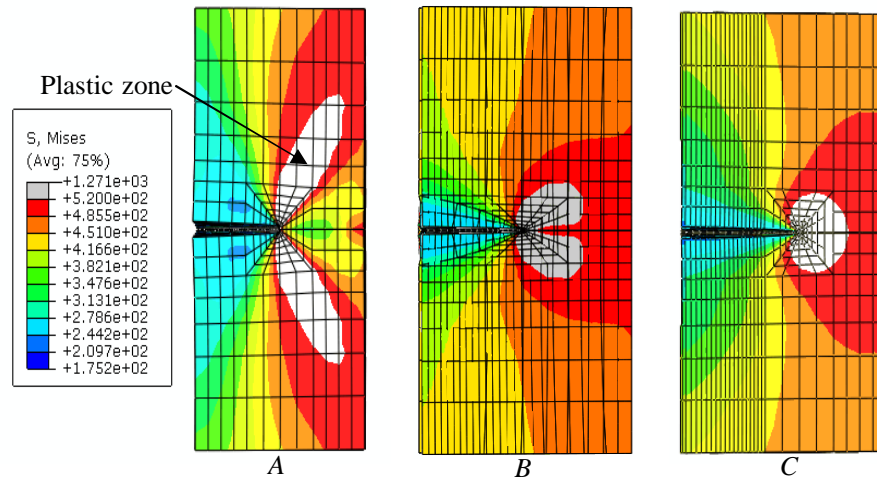 Plastic zone
S, Mises
(Avg: 75%)
+1.271e+03
+5.200e+02
+4.855e+02
+4.510e+02
+4.166e+02
+3.821e+02
+3.476e+02
+3.131e+02
+2.786e+02
+2.442e+02
+2.097e+02
+1.752e+02
A
B
C